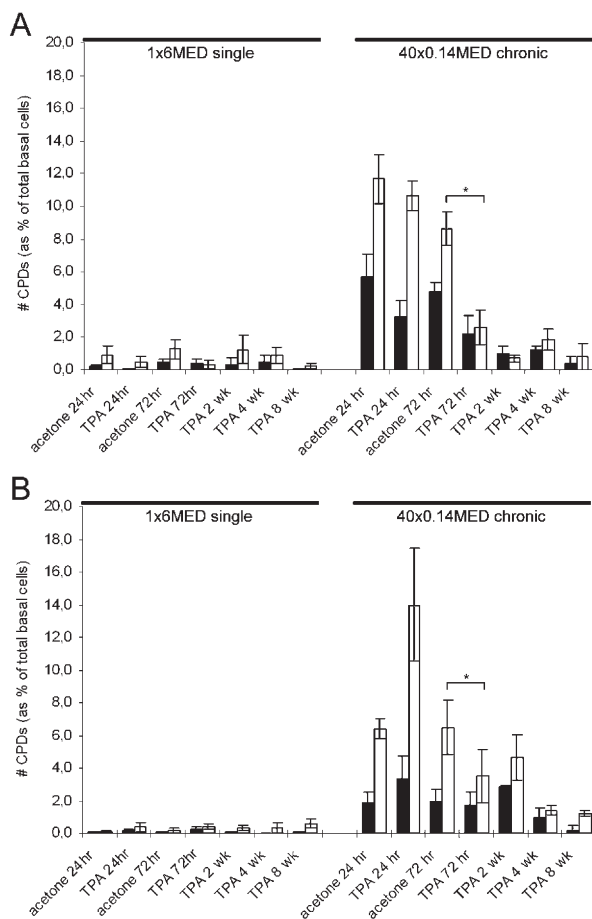 A
1x6MED single
40x0.14MED chronic
# CPDs (as % of total basal cells)
20,0
18,0
16,0
14,0
12,0
10,0
8,0
6,0
4,0
2,0
0,0
*
acetone 24 hr
TPA 24hr
acetone 72hr
TPA 72hr
TPA 2 wk
TPA 4 wk
TPA 8 wk
acetone 24 hr
TPA 24 hr
acetone 72 hr
TPA 72 hr
TPA 2 wk
TPA 4 wk
TPA 8 wk
B
1x6MED single
40x0.14MED chronic
# CPDs (as % of total basal cells)
20,0
18,0
16,0
14,0
12,0
10,0
8,0
6,0
4,0
2,0
0,0
*
acetone 24 hr
TPA 24hr
acetone 72hr
TPA 72hr
TPA 2 wk
TPA 4 wk
TPA 8 wk
acetone 24 hr
TPA 24 hr
acetone 72 hr
TPA 72 hr
TPA 2 wk
TPA 4 wk
TPA 8 wk